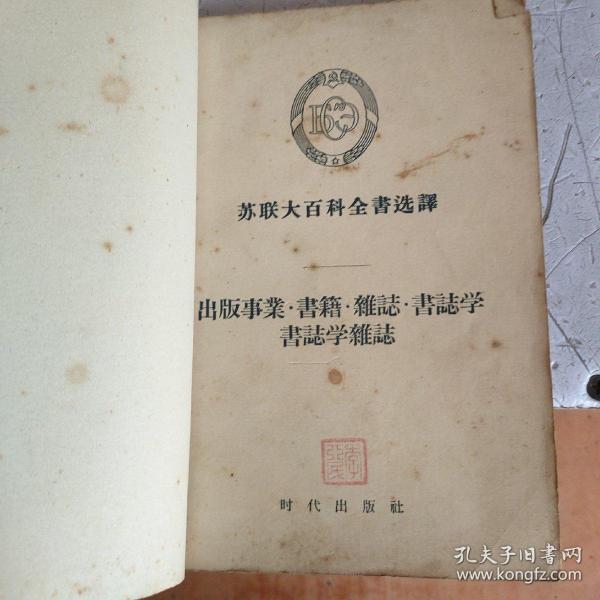 БСЭ
苏联大百科全書选譯
出版事業·書籍·雜誌·書誌学
書誌学雜誌
时代出版社
孔夫子旧書网
www.kongfz.com